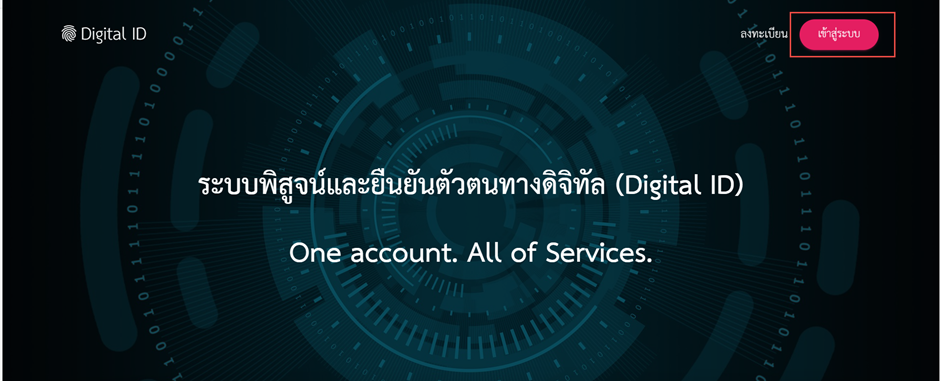 Digital ID
ลงทะเบียน เข้าสู่ระบบ
ระบบพิสูจน์และยืนยันตัวตนทางดิจิทัล (Digital ID)
One account. All of Services.